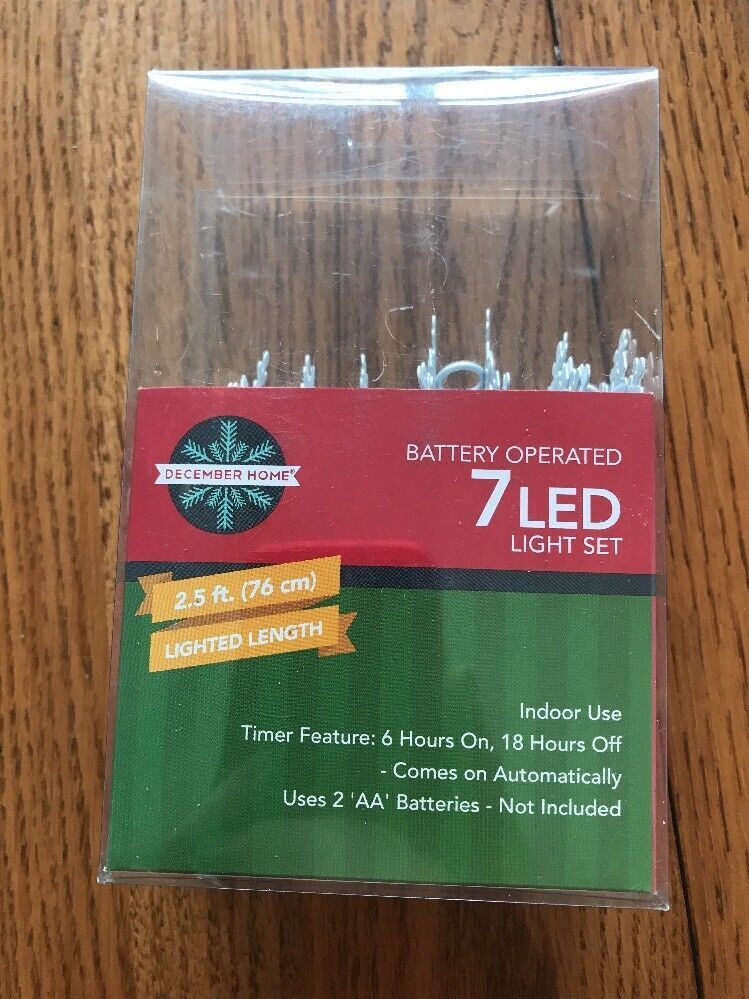 DECEMBER HOME®
BATTERY OPERATED
7 LED
LIGHT SET
2.5 ft. (76 cm)
LIGHTED LENGTH
Indoor Use
Timer Feature: 6 Hours On, 18 Hours Off
- Comes on Automatically
Uses 2 'AA' Batteries - Not Included